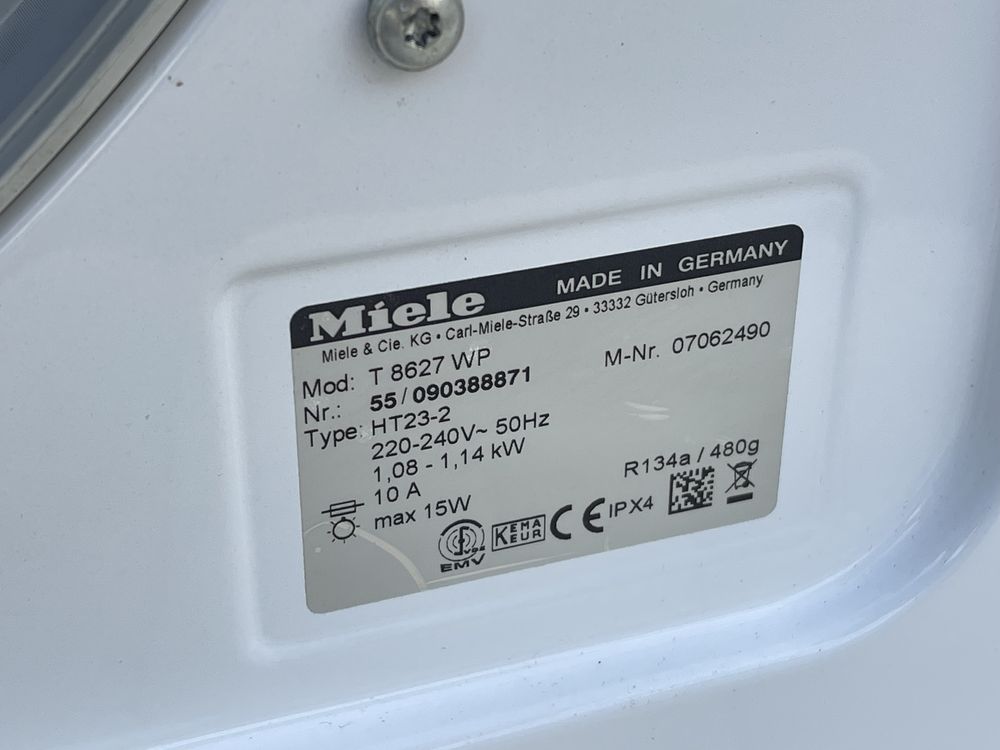 Miele MADE IN GERMANY
Miele & Cie. KG • Carl-Miele-Straße 29 • 33332 Gütersloh • Germany
Mod: T 8627 WP M-Nr. 07062490
Nr.: 55/090388871
Type: HT23-2
220-240V~ 50Hz
1,08 - 1,14 kW
R134a / 480g
10 A
max 15W
VDE
EMV
KEMA
KEUR
CE
IPX4